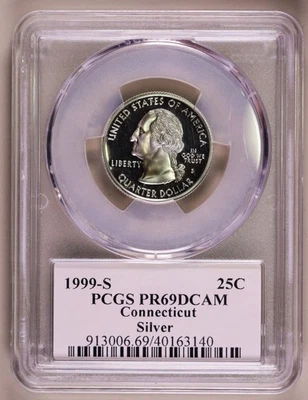 UNITED STATES OF AMERICA
LIBERTY
IN
GOD WE
TRUST
S
QUARTER DOLLAR
1999-S 25C
PCGS PR69DCAM
Connecticut
Silver
913006.69/40163140